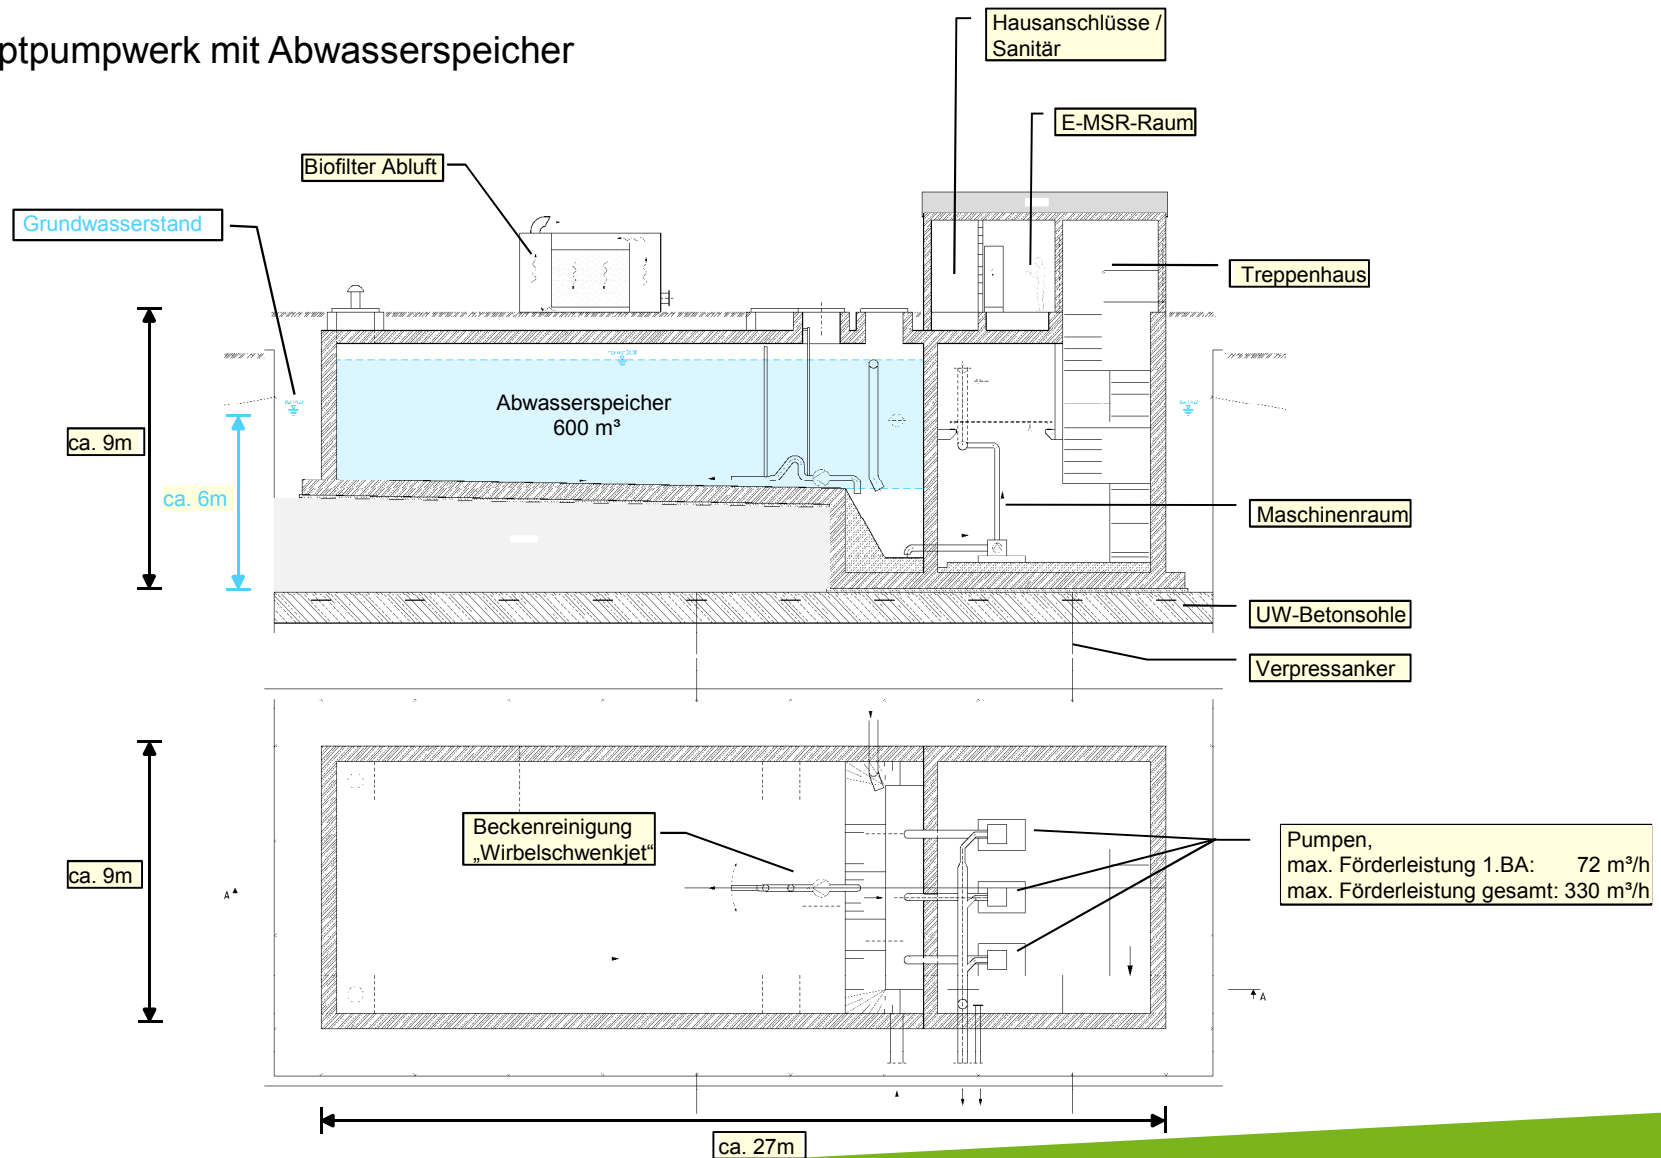 ptpumpwerk mit Abwasserspeicher
Hausanschlüsse /
Sanitär
E-MSR-Raum
Biofilter Abluft
Grundwasserstand
Treppenhaus
Abwasserspeicher
600 m³
ca. 9m
ca. 6m
Maschinenraum
UW-Betonsohle
Verpressanker
Beckenreinigung
„Wirbelschwenkjet“
Pumpen,
max. Förderleistung 1.BA: 72 m³/h
max. Förderleistung gesamt: 330 m³/h
ca. 9m
A
A
ca. 27m